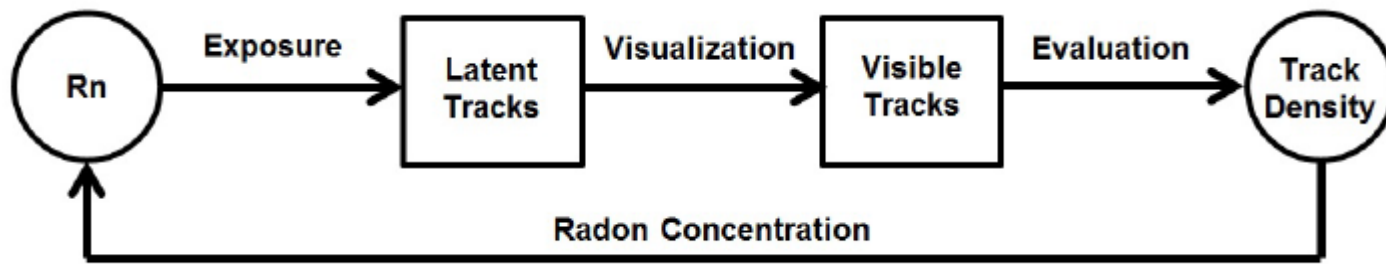 Rn
Exposure
Latent
Tracks
Visualization
Visible
Tracks
Evaluation
Track
Density
Radon Concentration